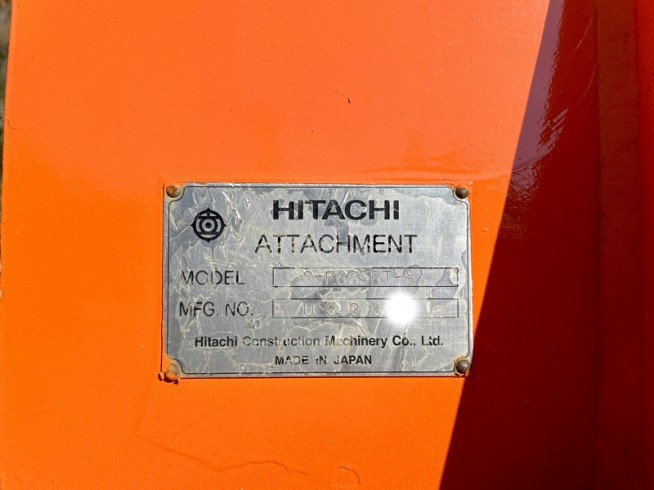 HITACHI
ATTACHMENT
MODEL
MFG. NO.
Hitachi Construction Machinery Co., Ltd.
MADE IN JAPAN